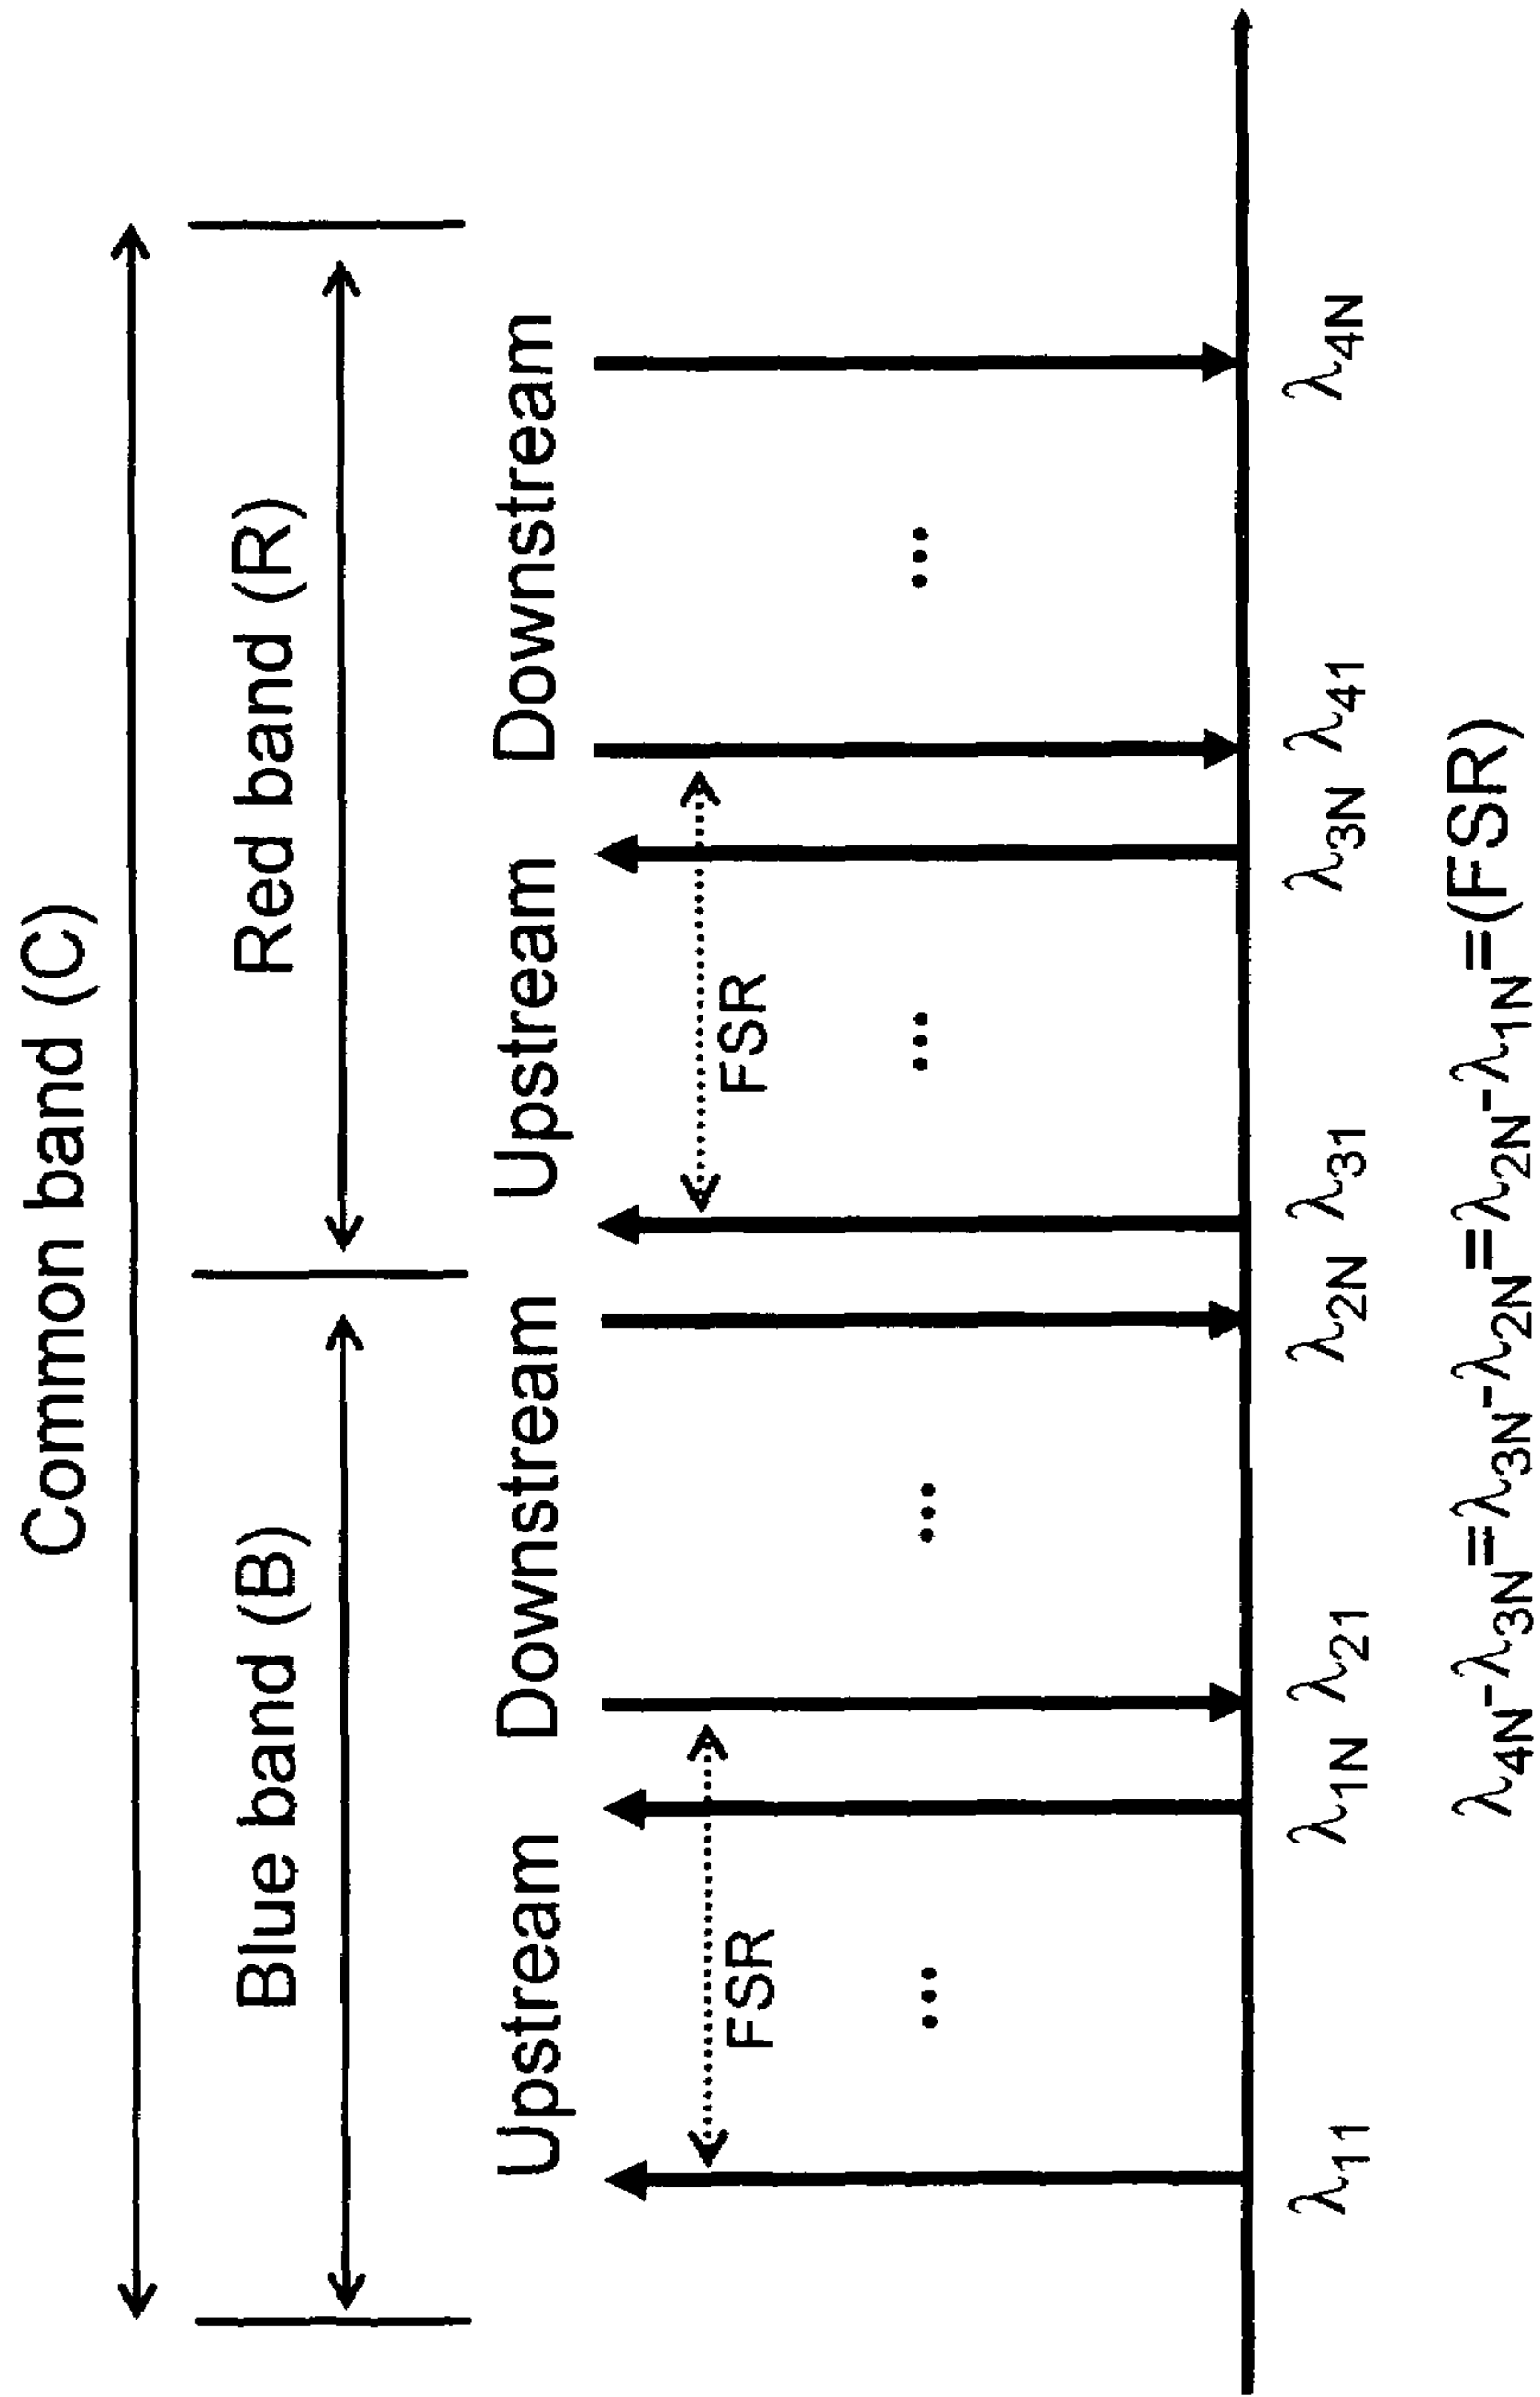 Common band (C)
Blue band (B) Red band (R)
Upstream Downstream Upstream Downstream
FSR FSR
... ... ... ...
λ11 λ1N λ21 λ2N λ31 λ3N λ41 λ4N
λ4N-λ3N=λ3N-λ2N=λ2N-λ1N=(FSR)